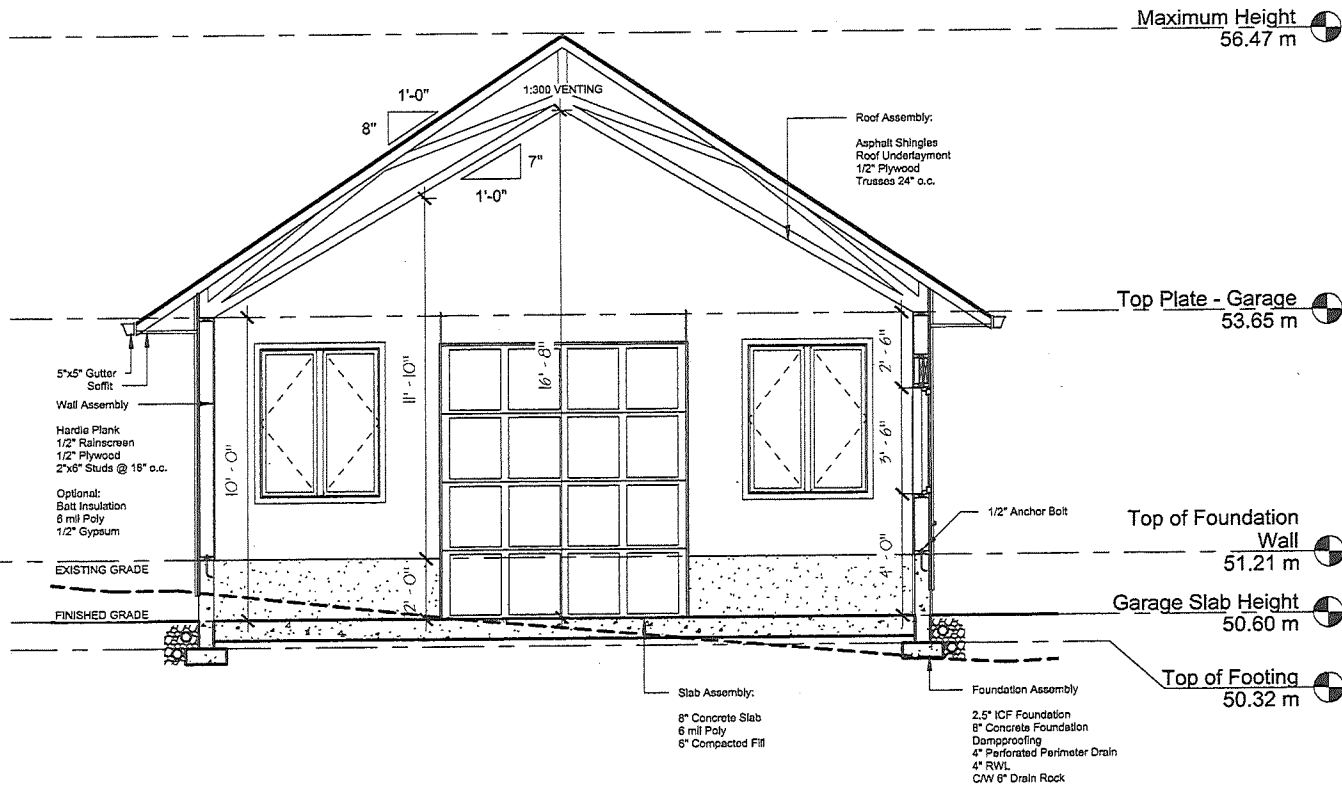 Maximum Height
56.47 m
1:300 VENTING
1'-0"
8"
7"
1'-0"
Roof Assembly:
Asphalt Shingles
Roof Underlayment
1/2" Plywood
Trusses 24" o.c.
Top Plate - Garage
53.65 m
5"x5" Gutter
Soffit
Wall Assembly
Hardie Plank
1/2" Rainscreen
1/2" Plywood
2"x6" Studs @ 16" o.c.
Optional:
Batt Insulation
6 mil Poly
1/2" Gypsum
10' - 0"
11' - 10"
2' - 0"
16' - 8"
2' - 6"
3' - 6"
4' - 0"
1/2" Anchor Bolt
Top of Foundation
Wall
51.21 m
EXISTING GRADE
FINISHED GRADE
Garage Slab Height
50.60 m
Top of Footing
50.32 m
Slab Assembly:
8" Concrete Slab
6 mil Poly
6" Compacted Fill
Foundation Assembly
2.5" ICF Foundation
8" Concrete Foundation
Dampproofing
4" Perforated Perimeter Drain
4" RWL
C/W 6" Drain Rock